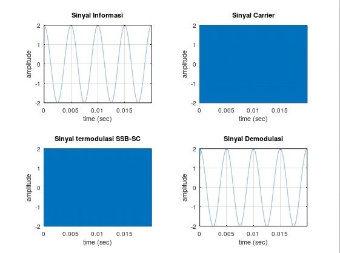 Sinyal Informasi
2
1
0
-1
-2
amplitude
0 0.005 0.01 0.015
time (sec)
Sinyal Carrier
2
1
0
-1
-2
amplitude
0 0.005 0.01 0.015
time (sec)
Sinyal termodulasi SSB-SC
2
1
0
-1
-2
amplitude
0 0.005 0.01 0.015
time (sec)
Sinyal Demodulasi
2
1
0
-1
-2
amplitude
0 0.005 0.01 0.015
time (sec)